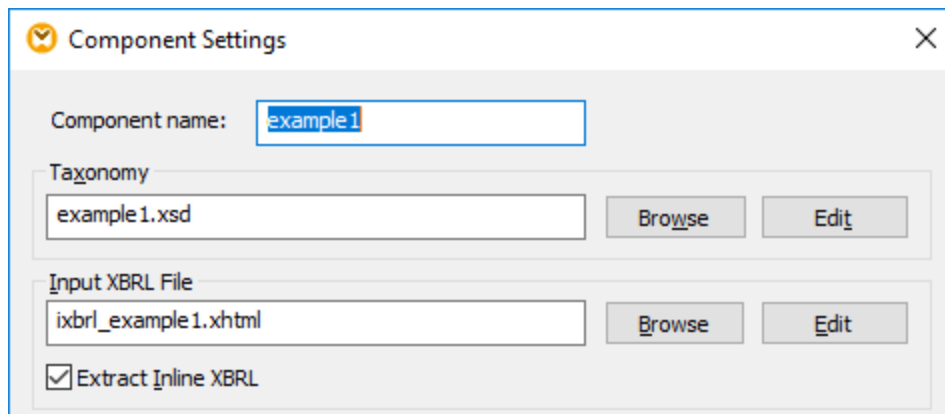 Component Settings
Component name: example1
Taxonomy
example1.xsd Browse Edit
Input XBRL File
ixbrl_example1.xhtml Browse Edit
Extract Inline XBRL